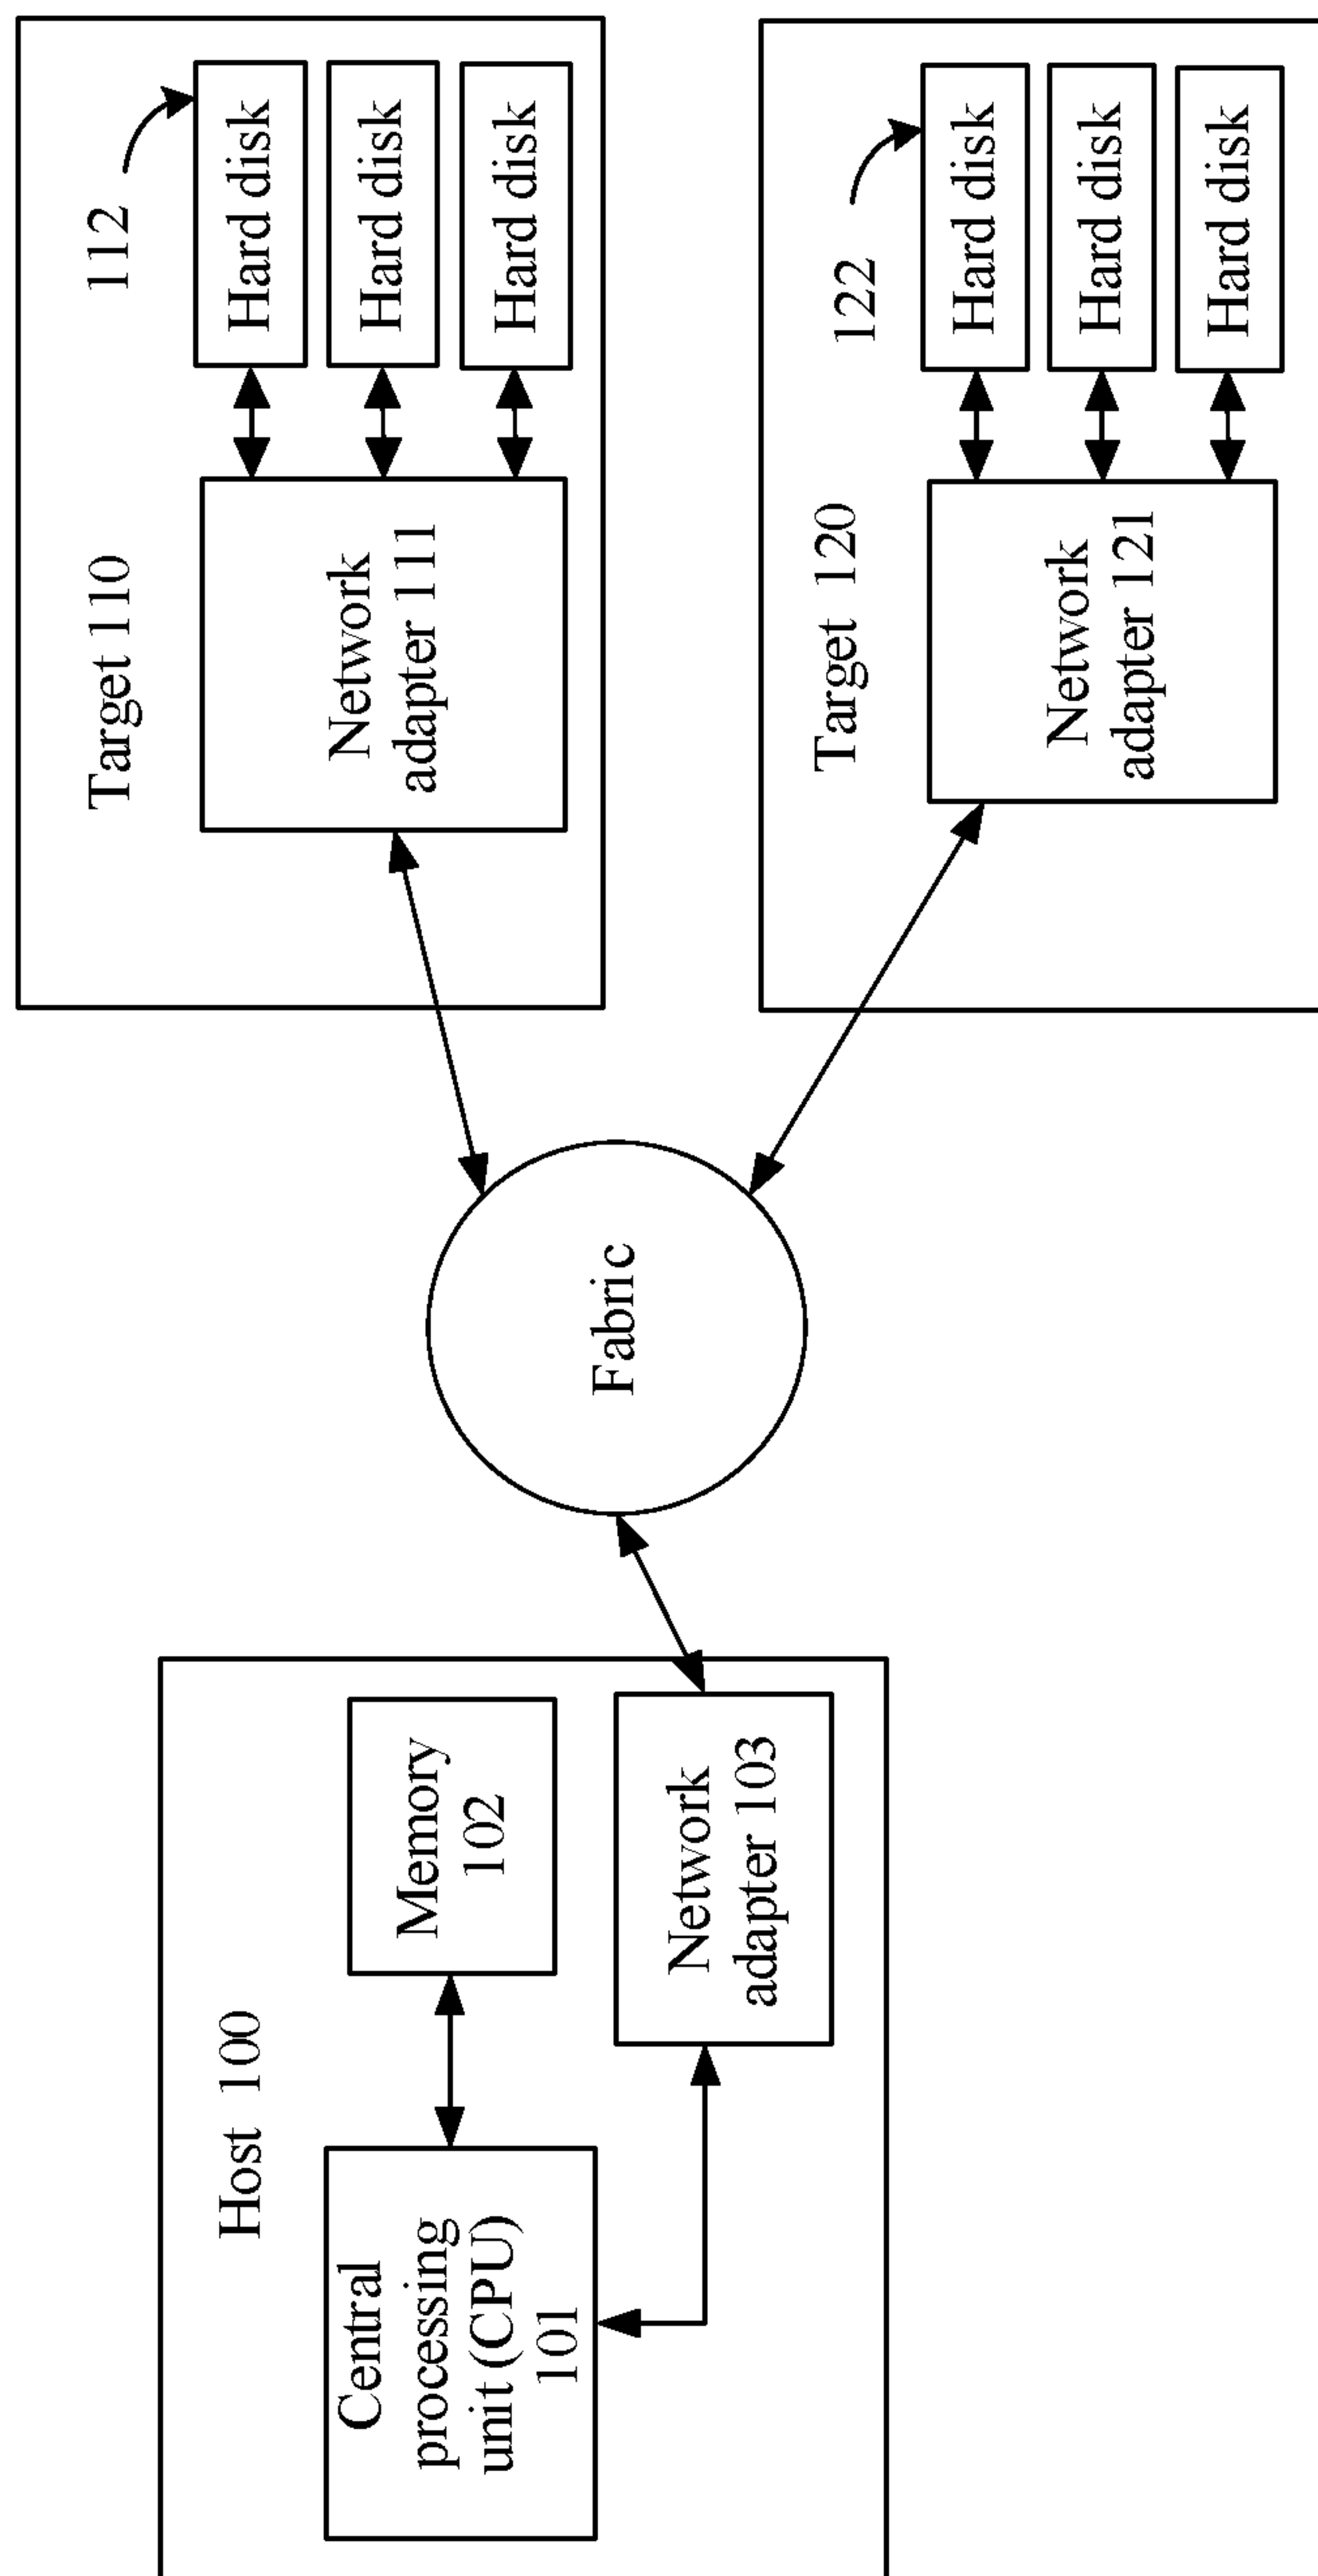 Host 100
Central
processing
unit (CPU)
101
Memory
102
Network
adapter 103
Fabric
Target 110
Network
adapter 111
112
Hard disk
Hard disk
Hard disk
Target 120
Network
adapter 121
122
Hard disk
Hard disk
Hard disk